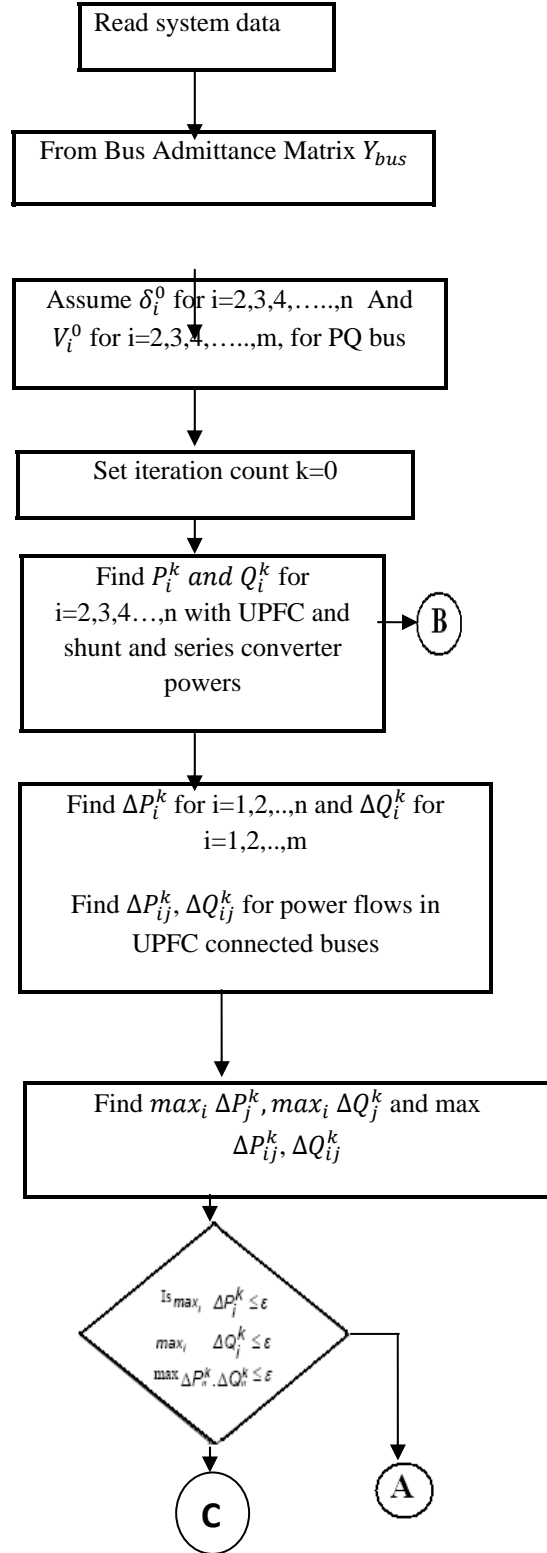 Read system data
From Bus Admittance Matrix Y_bus
Assume δ_i^0 for i=2,3,4,…..,n And
V_i^0 for i=2,3,4,…..,m, for PQ bus
Set iteration count k=0
Find P_i^k and Q_i^k for
i=2,3,4…,n with UPFC and
shunt and series converter
powers
B
Find ΔP_i^k for i=1,2,..,n and ΔQ_i^k for
i=1,2,..,m
Find ΔP_ij^k, ΔQ_ij^k for power flows in
UPFC connected buses
Find max_i ΔP_j^k, max_i ΔQ_j^k and max
ΔP_ij^k, ΔQ_ij^k
Is max_i ΔP_i^k ≤ε
max_i ΔQ_i^k ≤ε
max ΔP_ij^k.ΔQ_ij^k ≤ε
A
C